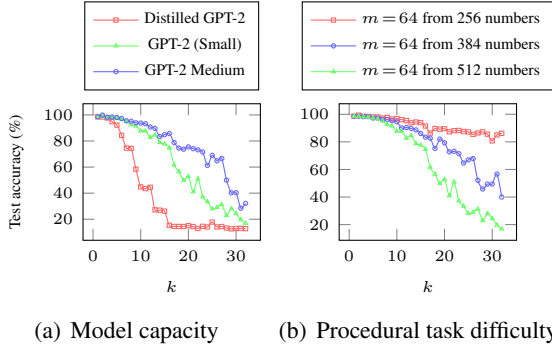 Distilled GPT-2
GPT-2 (Small)
GPT-2 Medium
m = 64 from 256 numbers
m = 64 from 384 numbers
m = 64 from 512 numbers
Test accuracy (%)
100
80
60
40
20
0 10 20 30
k
100
80
60
40
20
0 10 20 30
k
(a) Model capacity
(b) Procedural task difficulty